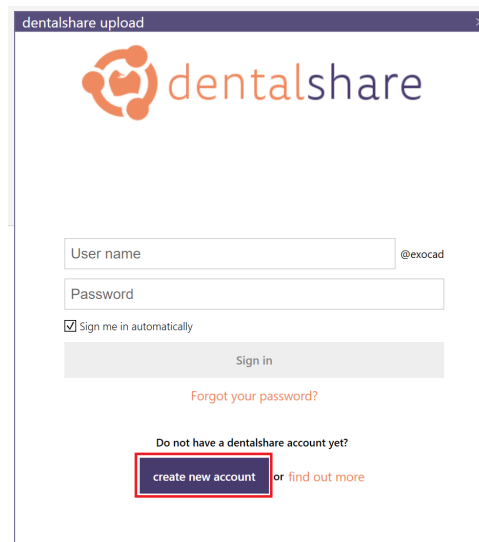 dentalshare upload
dentalshare
User name
@exocad
Password
Sign me in automatically
Sign in
Forgot your password?
Do not have a dentalshare account yet?
create new account or find out more